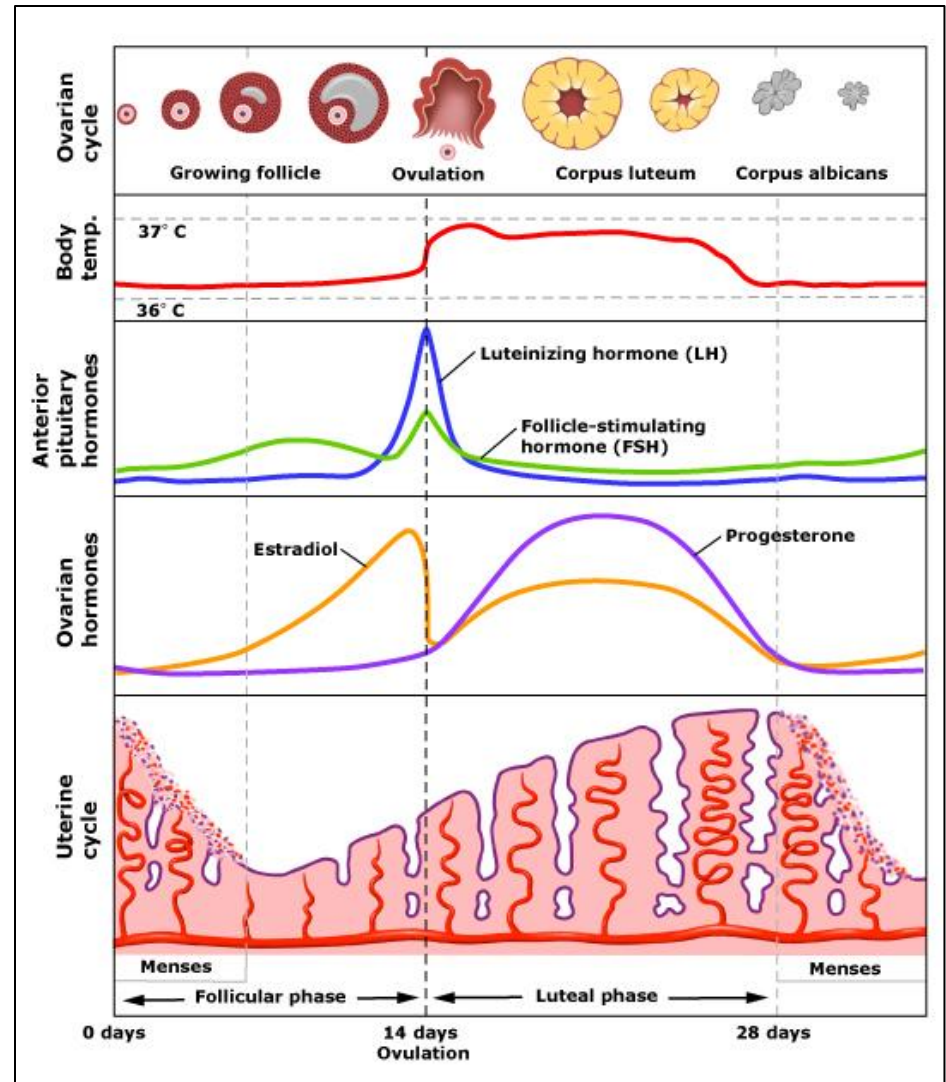 Ovarian
cycle
Growing follicle
Ovulation
Corpus luteum
Corpus albicans
Body
temp.
37° C
36° C
Anterior
pituitary
hormones
Luteinizing hormone (LH)
Follicle-stimulating
hormone (FSH)
Ovarian
hormones
Estradiol
Progesterone
Uterine
cycle
Menses
Menses
Follicular phase
Luteal phase
0 days
14 days
Ovulation
28 days